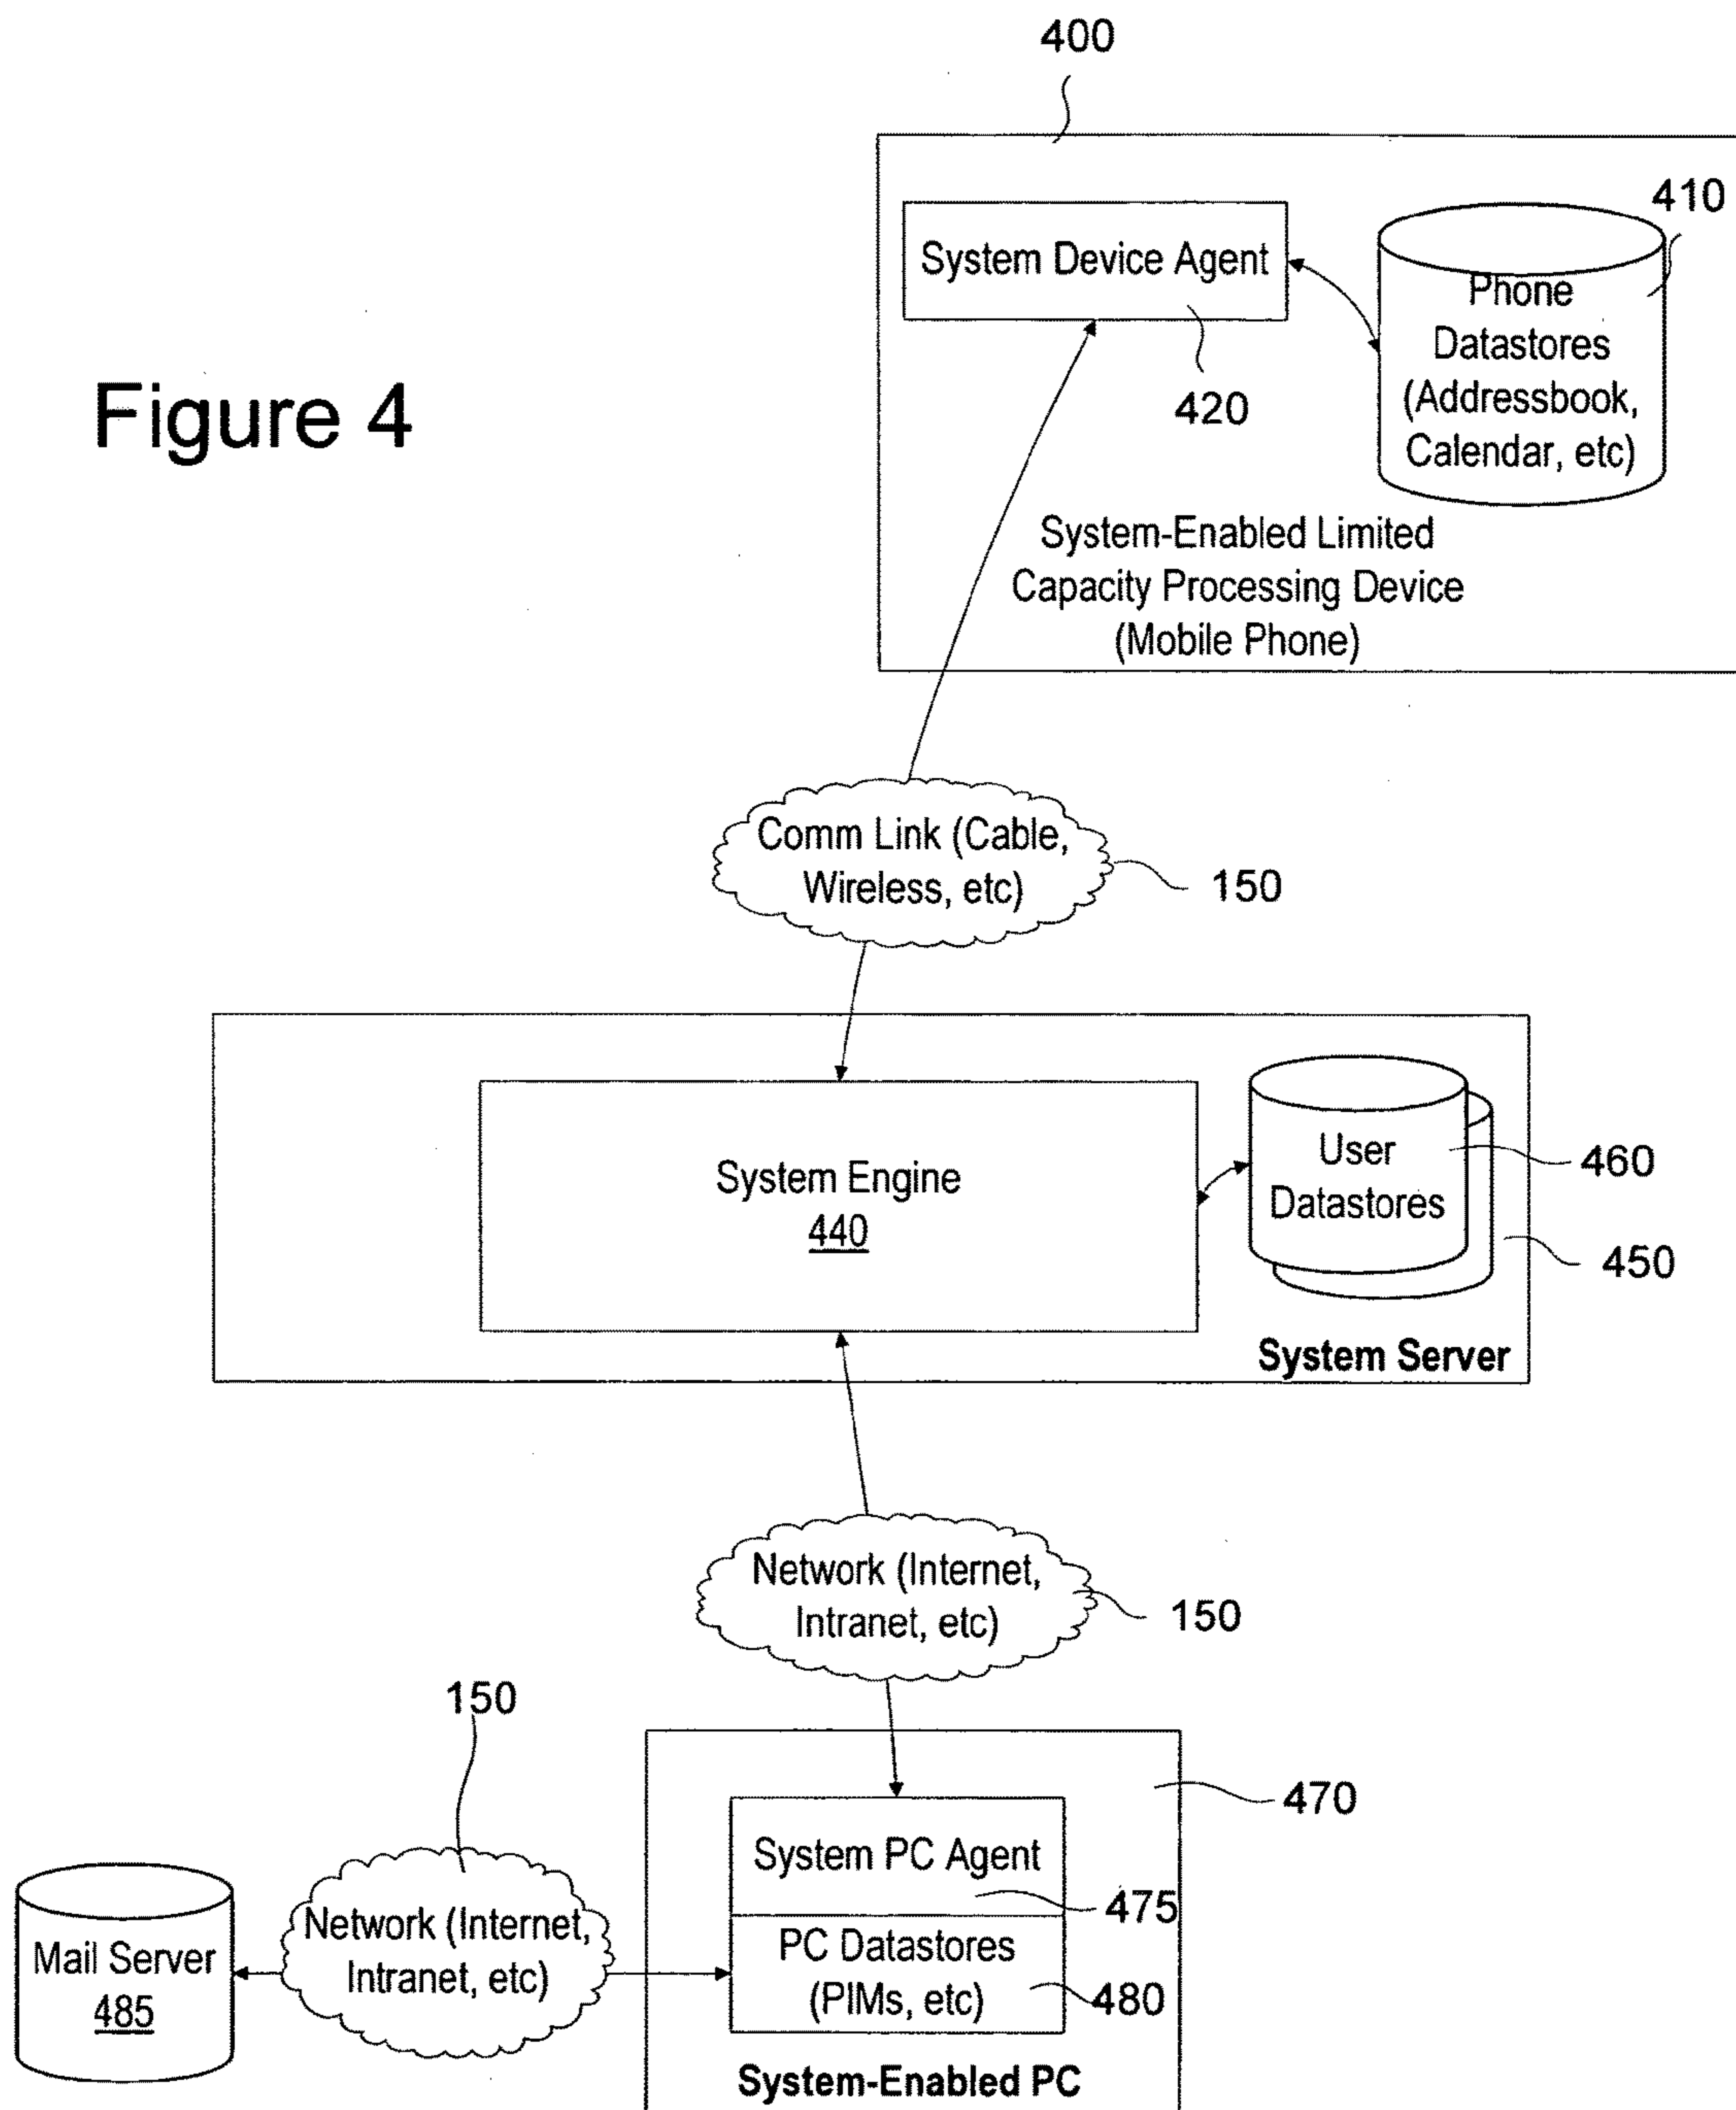 400
410
System Device Agent
Phone
Datastores
(Addressbook,
Calendar, etc)
420
Figure 4
System-Enabled Limited
Capacity Processing Device
(Mobile Phone)
Comm Link (Cable,
Wireless, etc)
150
System Engine
440
User
Datastores
460
450
System Server
Network (Internet,
Intranet, etc)
150
150
470
System PC Agent
475
Mail Server
485
Network (Internet,
Intranet, etc)
PC Datastores
(PIMs, etc)
480
System-Enabled PC